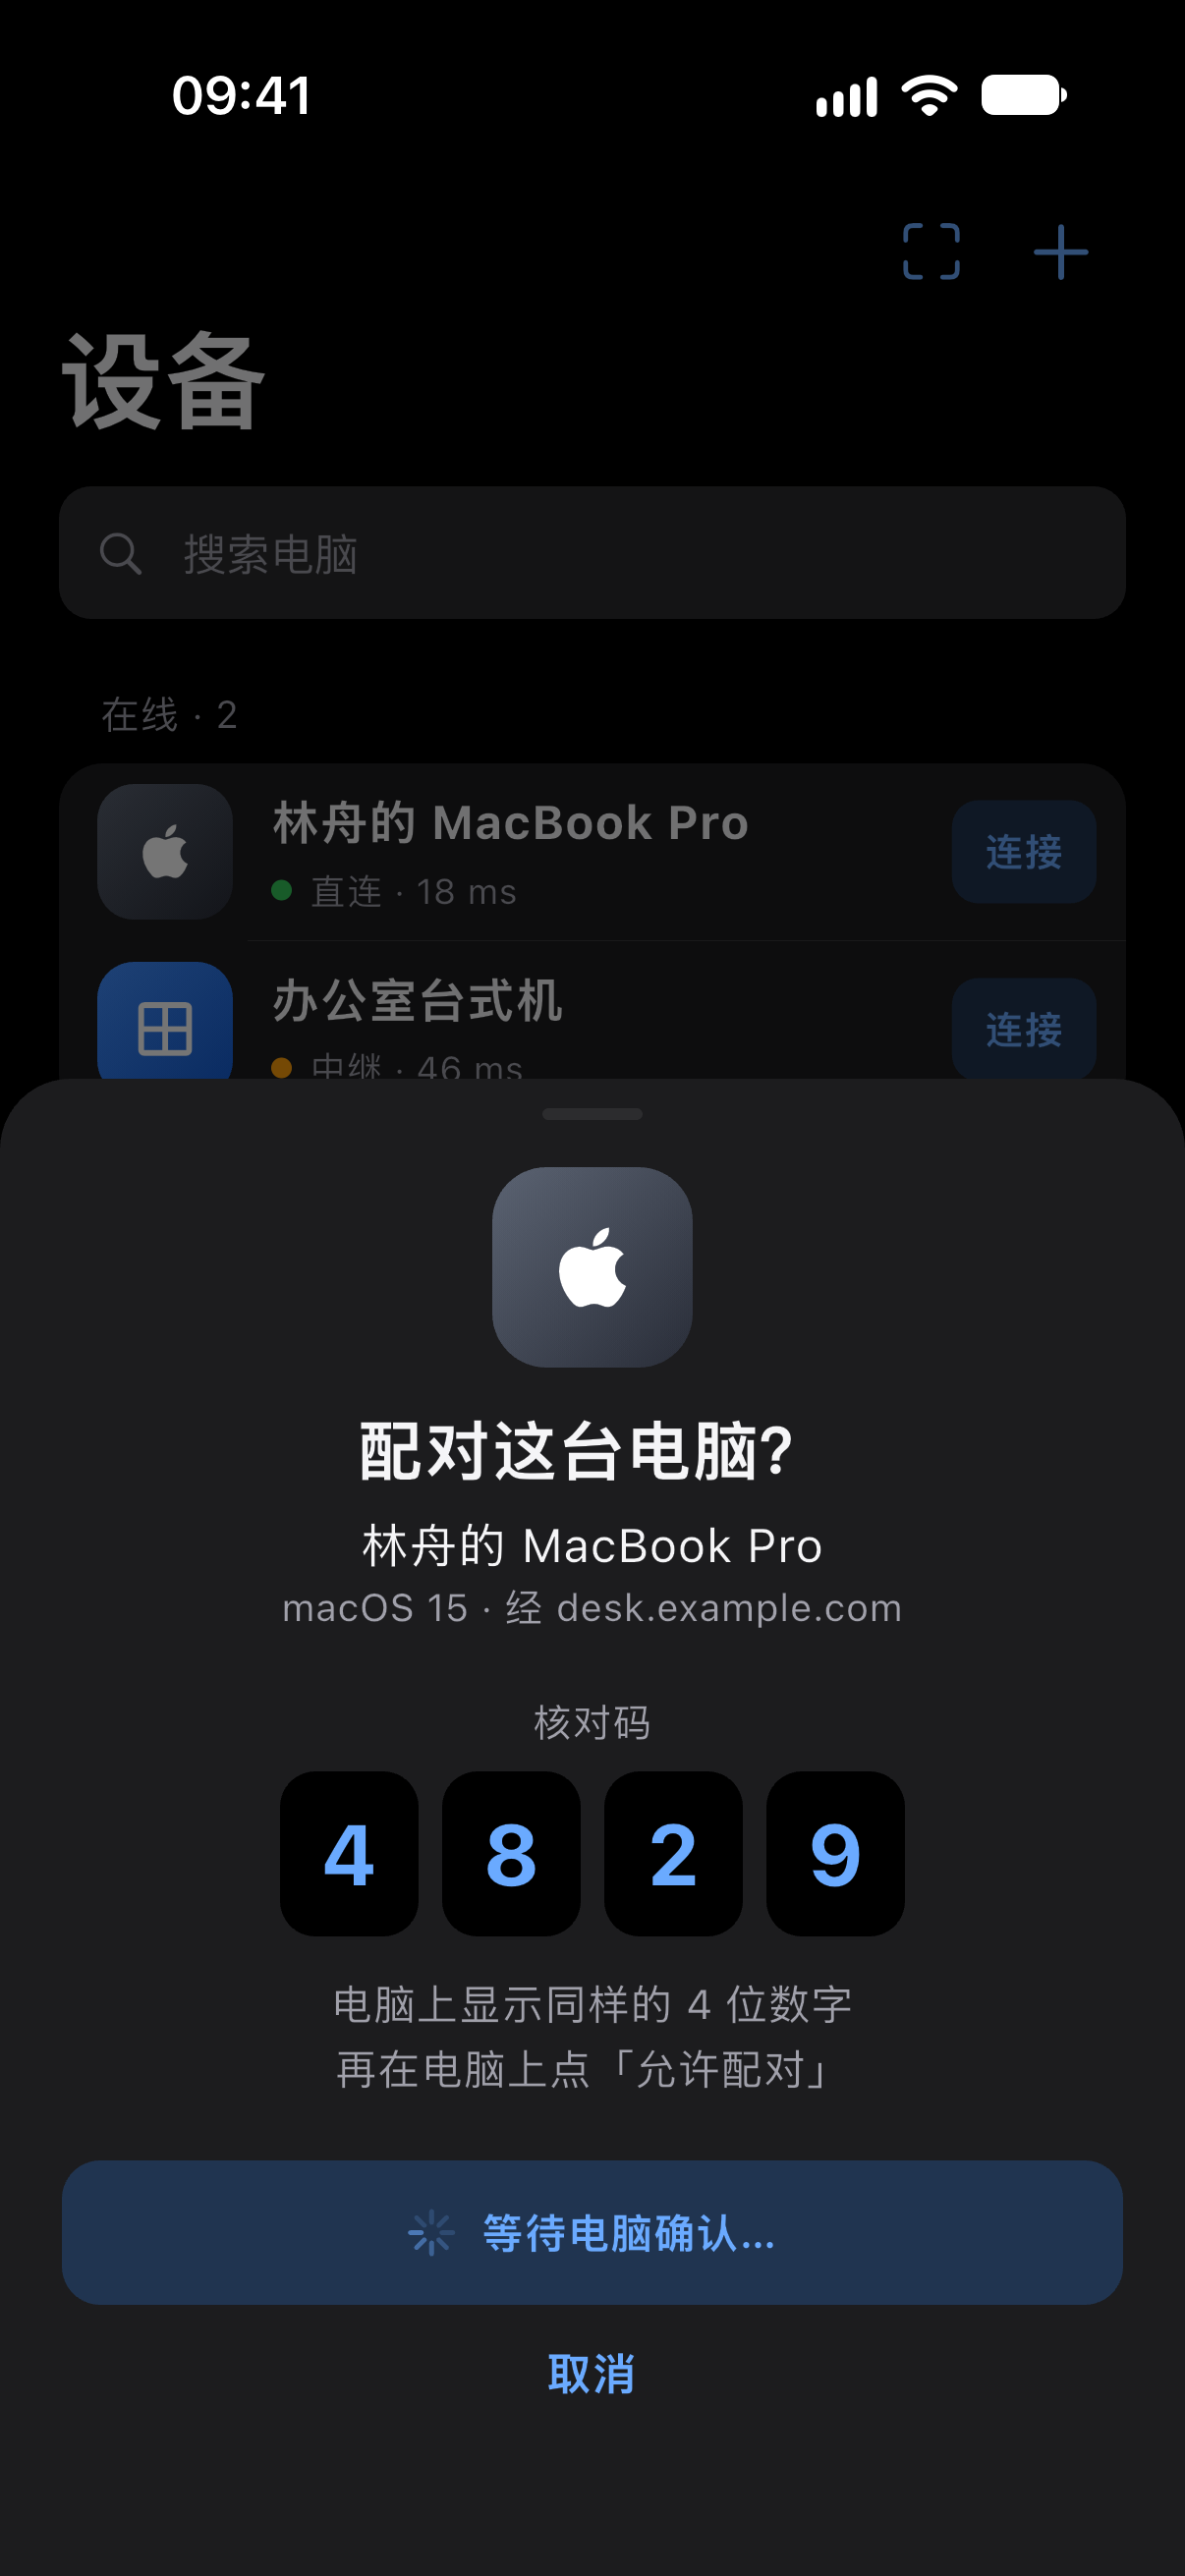 09:41
设备
搜索电脑
在线 · 2
林舟的 MacBook Pro
直连 · 18 ms
连接
办公室台式机
中继 · 46 ms
连接
配对这台电脑?
林舟的 MacBook Pro
macOS 15 · 经 desk.example.com
核对码
4 8 2 9
电脑上显示同样的 4 位数字
再在电脑上点「允许配对」
等待电脑确认…
取消